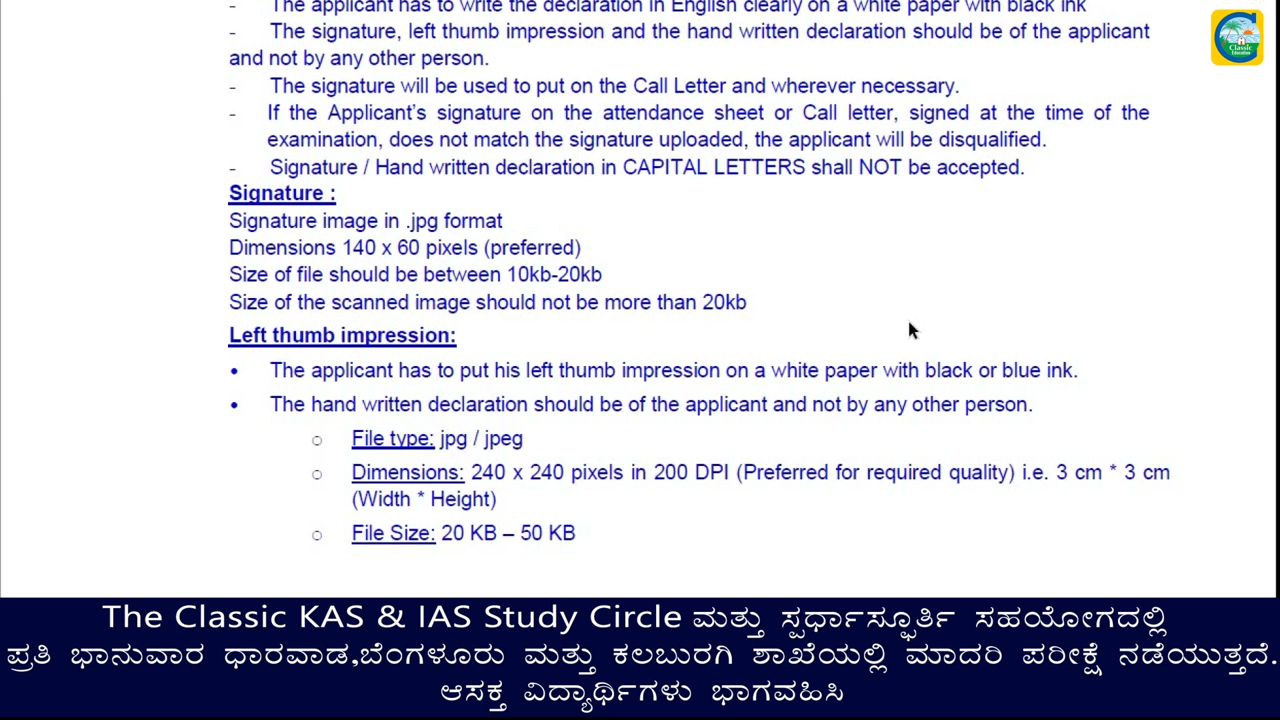 - The applicant has to write the declaration in English clearly on a white paper with black ink
- The signature, left thumb impression and the hand written declaration should be of the applicant
and not by any other person.
- The signature will be used to put on the Call Letter and wherever necessary.
- If the Applicant's signature on the attendance sheet or Call letter, signed at the time of the
examination, does not match the signature uploaded, the applicant will be disqualified.
- Signature / Hand written declaration in CAPITAL LETTERS shall NOT be accepted.
Signature :
Signature image in .jpg format
Dimensions 140 x 60 pixels (preferred)
Size of file should be between 10kb-20kb
Size of the scanned image should not be more than 20kb
Left thumb impression:
• The applicant has to put his left thumb impression on a white paper with black or blue ink.
• The hand written declaration should be of the applicant and not by any other person.
o File type: jpg / jpeg
o Dimensions: 240 x 240 pixels in 200 DPI (Preferred for required quality) i.e. 3 cm * 3 cm
(Width * Height)
o File Size: 20 KB – 50 KB
Classic
Education
The Classic KAS & IAS Study Circle ಮತ್ತು ಸ್ಪರ್ಧಾಸ್ಫೂರ್ತಿ ಸಹಯೋಗದಲ್ಲಿ
ಪ್ರತಿ ಭಾನುವಾರ ಧಾರವಾಡ,ಬೆಂಗಳೂರು ಮತ್ತು ಕಲಬುರಗಿ ಶಾಖೆಯಲ್ಲಿ ಮಾದರಿ ಪರೀಕ್ಷೆ ನಡೆಯುತ್ತದೆ.
ಆಸಕ್ತ ವಿದ್ಯಾರ್ಥಿಗಳು ಭಾಗವಹಿಸಿ